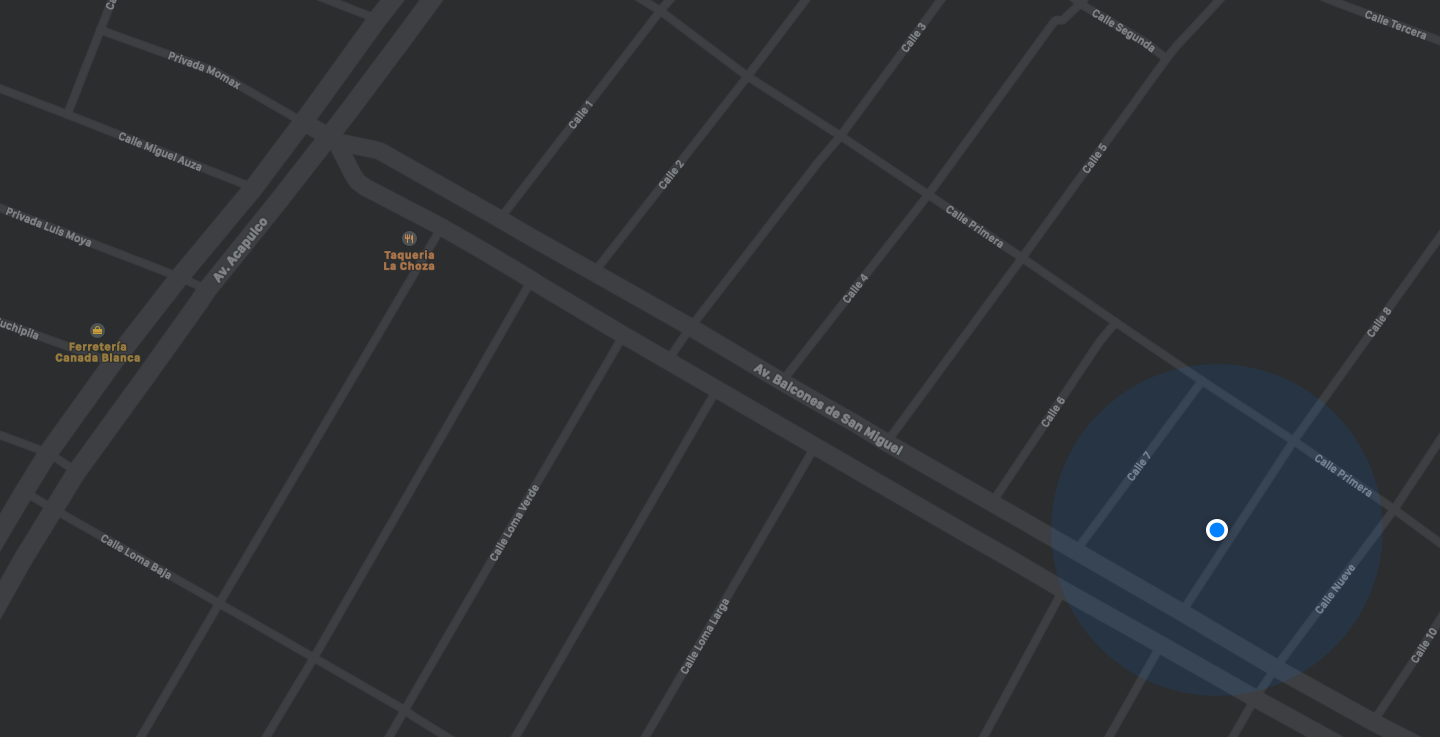 Calle Segunda
Calle Tercera
Calle 3
Privada Momax
Calle 1
Calle Miguel Auza
Calle 2
Calle 5
Privada Luis Moya
Av. Acapulco
Calle Primera
Taqueria
La Choza
Calle 4
Calle 8
uchipila
Ferretería
Canada Blanca
Av. Balcones de San Miguel
Calle 6
Calle 7
Calle Primera
Calle Loma Verde
Calle Loma Baja
Calle Nueve
Calle Loma Larga
Calle 10